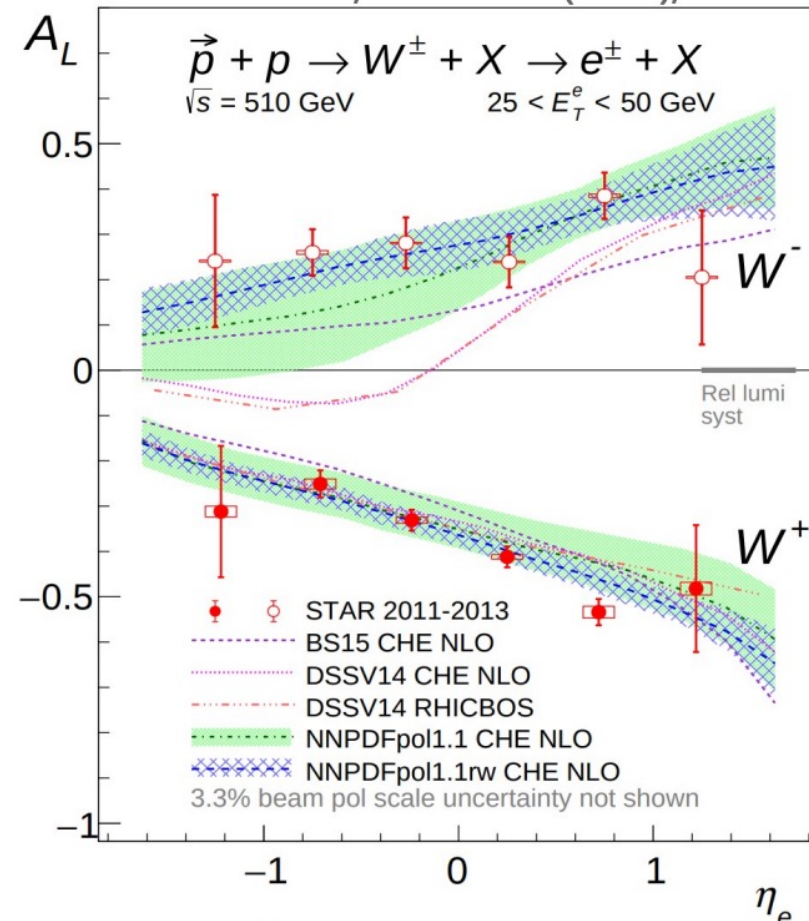 A_L
p⃗ + p → W^± + X → e^± + X
√s = 510 GeV 25 < E_T^e < 50 GeV
0.5
W^-
0
Rel lumi
syst
W^+
−0.5
STAR 2011-2013
BS15 CHE NLO
DSSV14 CHE NLO
DSSV14 RHICBOS
NNPDFpol1.1 CHE NLO
NNPDFpol1.1rw CHE NLO
3.3% beam pol scale uncertainty not shown
−1
−1 0 1
η_e